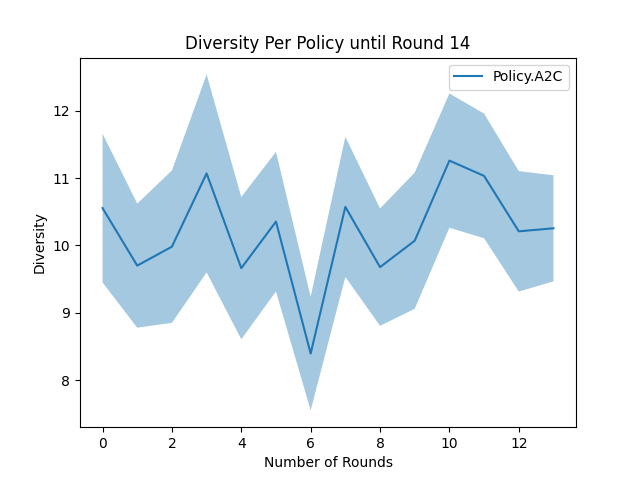 Diversity Per Policy until Round 14
Policy.A2C
12
11
10
9
8
Diversity
0 2 4 6 8 10 12
Number of Rounds